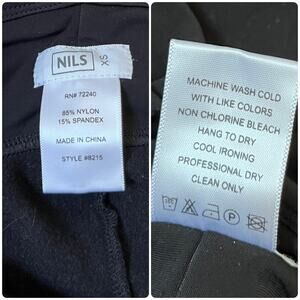 NILS
XS
RN# 72240
85% NYLON
15% SPANDEX
MADE IN CHINA
STYLE #8215
MACHINE WASH COLD
WITH LIKE COLORS
NON CHLORINE BLEACH
HANG TO DRY
COOL IRONING
PROFESSIONAL DRY
CLEAN ONLY
P